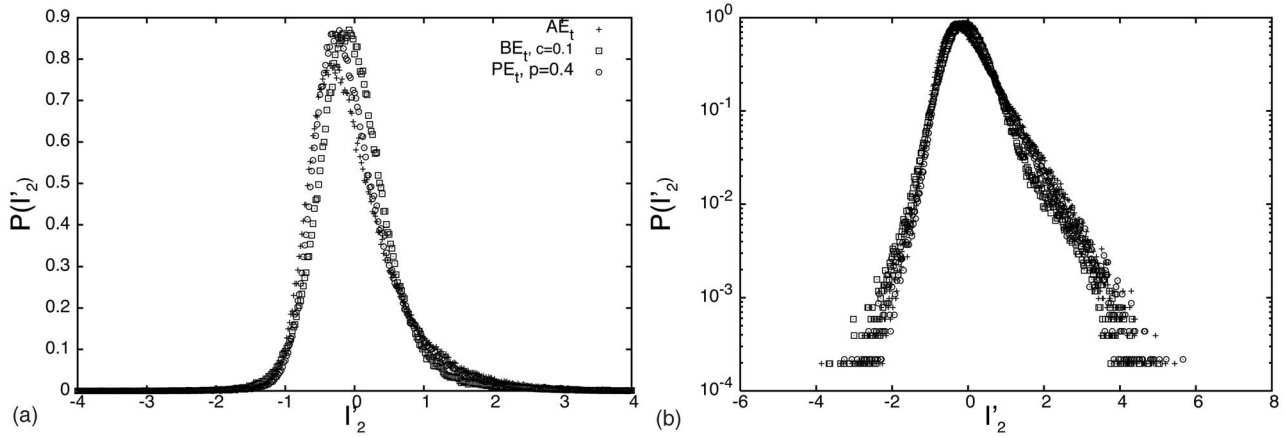 0.9
0.8
0.7
0.6
0.5
0.4
0.3
0.2
0.1
0
P(I'₂)
AEₜ
BEₜ, c=0.1
PEₜ, p=0.4
-4 -3 -2 -1 0 1 2 3 4
(a)
I'₂
10⁰
10⁻¹
10⁻²
10⁻³
10⁻⁴
P(I'₂)
-6 -4 -2 0 2 4 6 8
(b)
I'₂